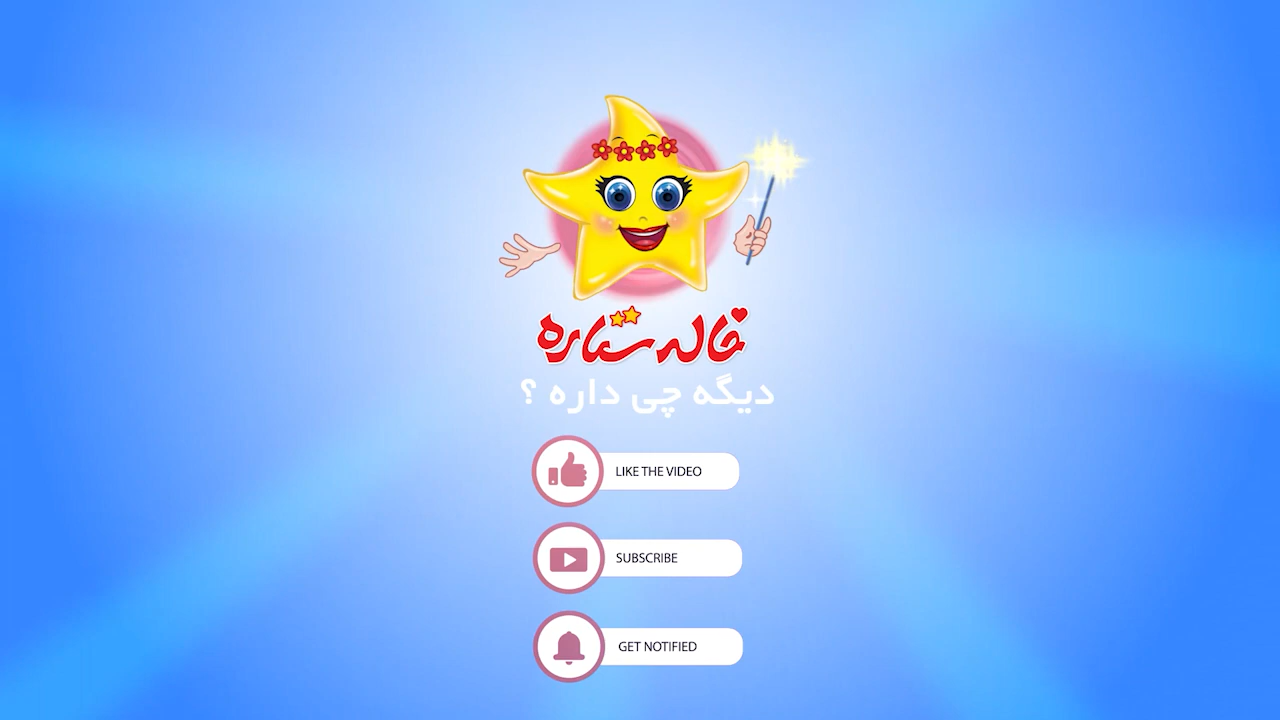 خاله ستاره
دیگه چی داره ؟
LIKE THE VIDEO
SUBSCRIBE
GET NOTIFIED